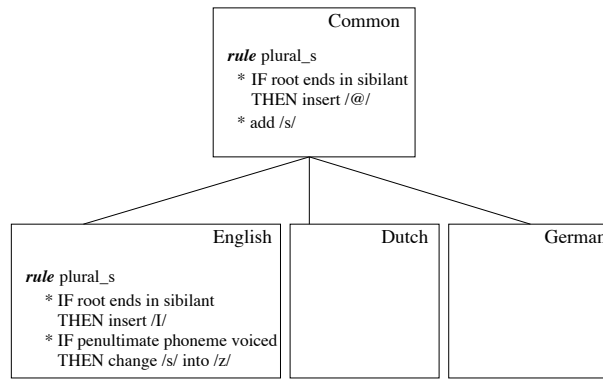 Common
rule plural_s
* IF root ends in sibilant
THEN insert /@/
* add /s/
English
rule plural_s
* IF root ends in sibilant
THEN insert /I/
* IF penultimate phoneme voiced
THEN change /s/ into /z/
Dutch
German